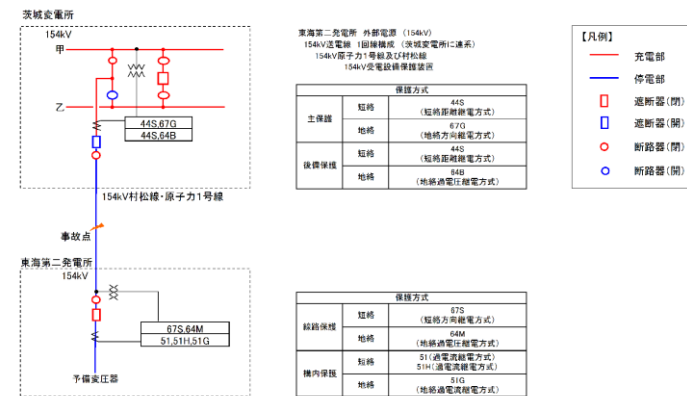 茨城変電所
154kV
甲
乙
44S,67G
44S,64B
154kV村松線・原子力1号線
事故点
東海第二発電所
154kV
67S,64M
51,51H,51G
予備変圧器
東海第二発電所 外部電源 (154kV)
154kV送電線 1回線構成 (茨城変電所に連系)
154kV原子力1号線及び村松線
154kV受電設備保護装置
保護方式
主保護
短絡
44S
(短絡距離継電方式)
地絡
67G
(地絡方向継電方式)
後備保護
短絡
44S
(短絡距離継電方式)
地絡
64B
(地絡過電圧継電方式)
保護方式
線路保護
短絡
67S
(短絡方向継電方式)
地絡
64M
(地絡過電圧継電方式)
構内保護
短絡
51(過電流継電方式)
51H(過電流継電方式)
地絡
51G
(地絡過電流継電方式)
【凡例】
充電部
停電部
遮断器(閉)
遮断器(開)
断路器(閉)
断路器(開)